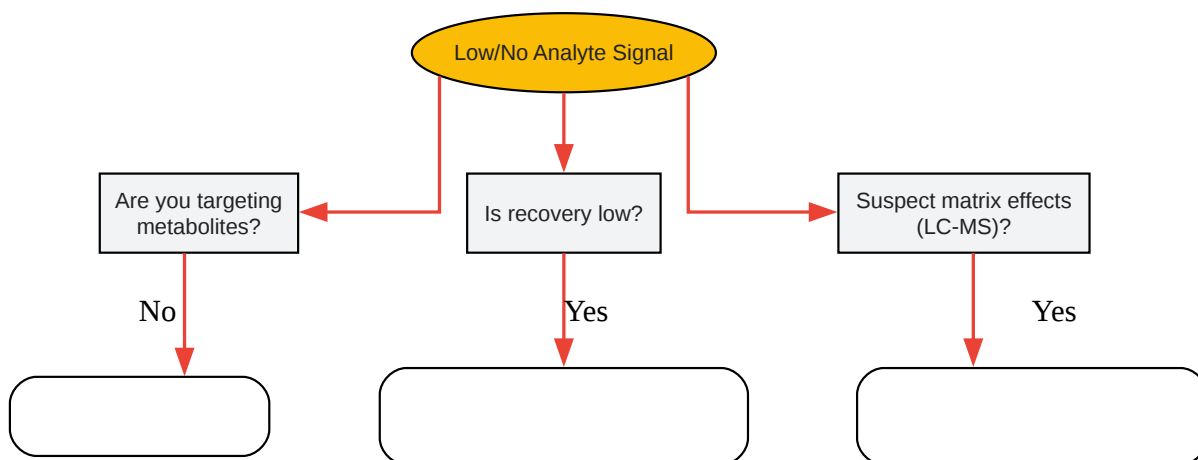 Low/No Analyte Signal
Are you targeting
metabolites?
Is recovery low?
Suspect matrix effects
(LC-MS)?
No
Yes
Yes